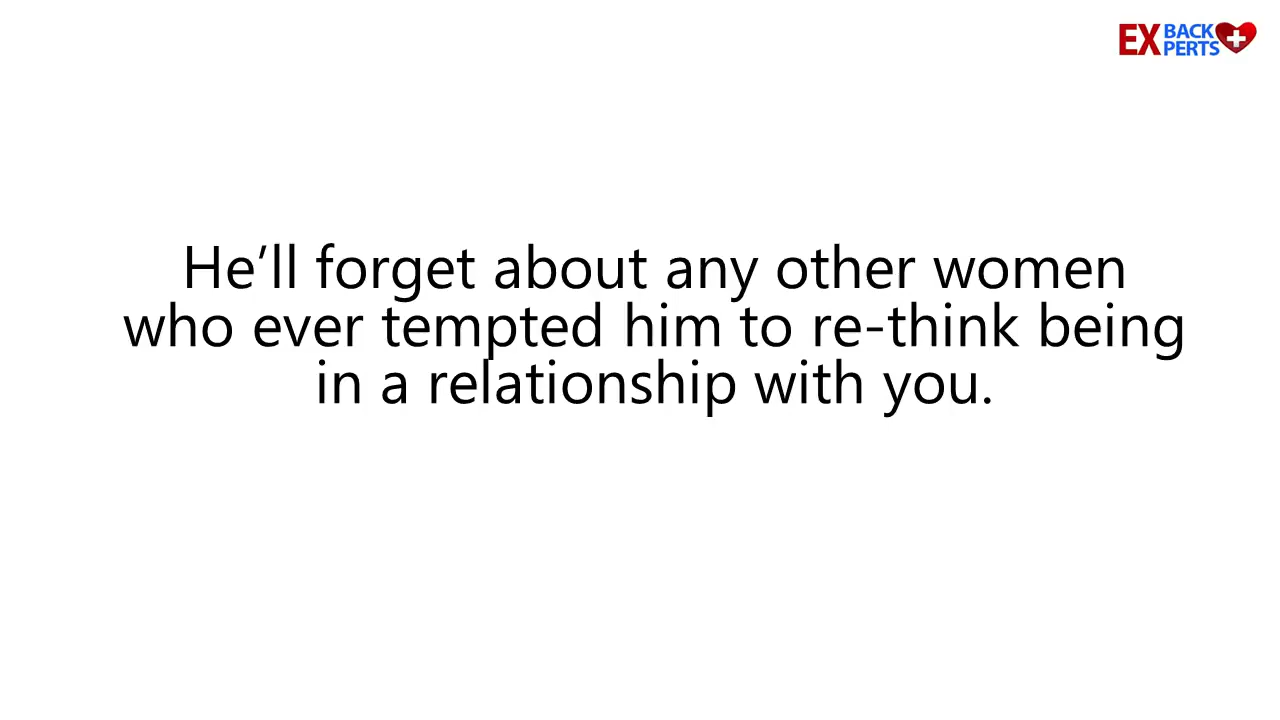 EX BACK
PERTS
He’ll forget about any other women
who ever tempted him to re-think being
in a relationship with you.